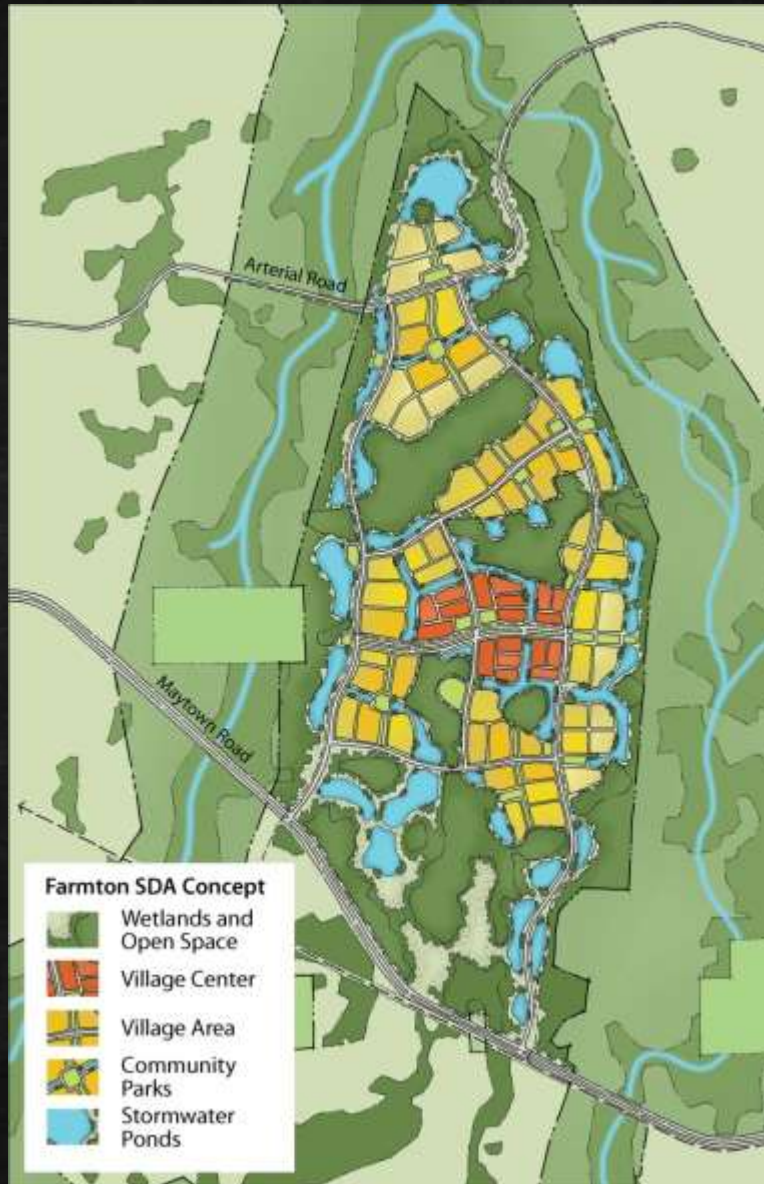 Arterial Road
Maytown Road
Farmton SDA Concept
Wetlands and
Open Space
Village Center
Village Area
Community
Parks
Stormwater
Ponds